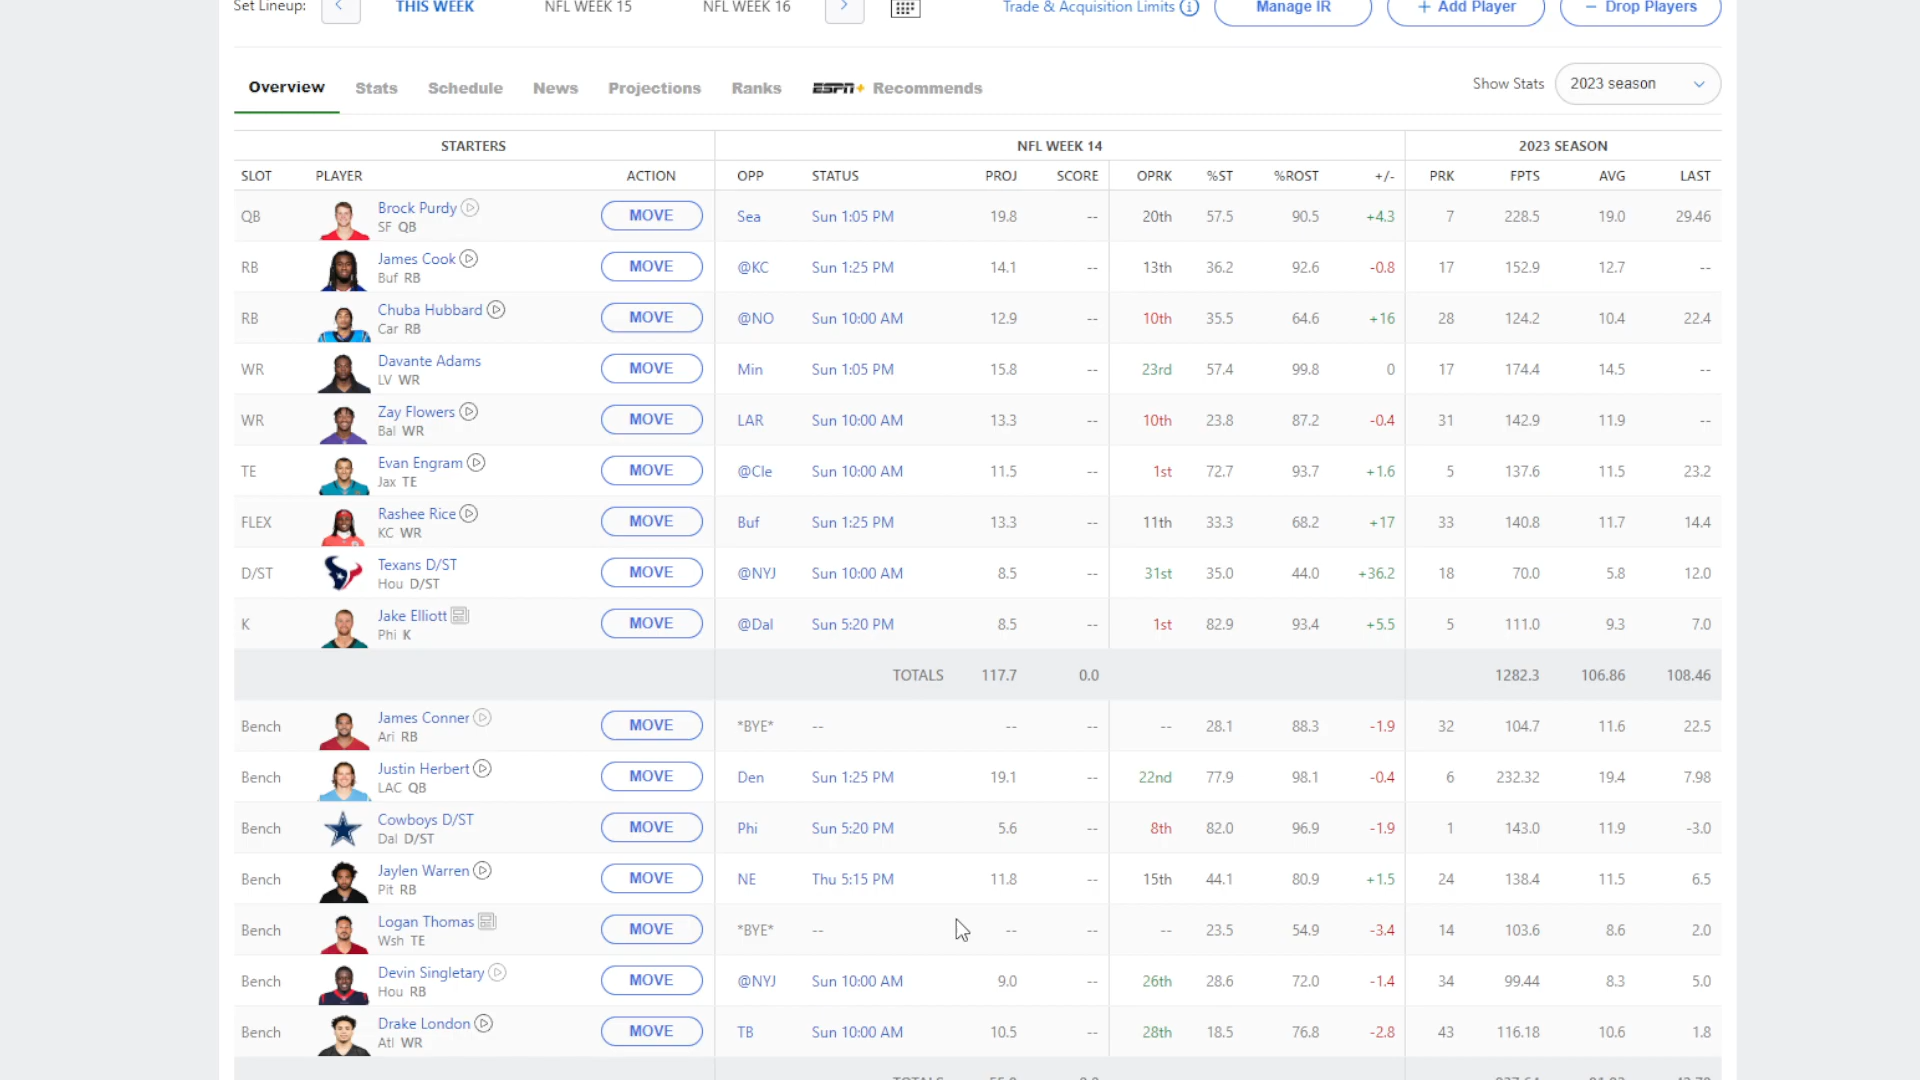 Set Lineup: THIS WEEK NFL WEEK 15 NFL WEEK 16 Trade & Acquisition Limits Manage IR + Add Player − Drop Players
Overview Stats Schedule News Projections Ranks ESPN+ Recommends Show Stats 2023 season
STARTERS NFL WEEK 14 2023 SEASON
SLOT PLAYER ACTION OPP STATUS PROJ SCORE OPRK %ST %ROST +/- PRK FPTS AVG LAST
QB Brock Purdy MOVE Sea Sun 1:05 PM 19.8 -- 20th 57.5 90.5 +4.3 7 228.5 19.0 29.46
SF QB
RB James Cook MOVE @KC Sun 1:25 PM 14.1 -- 13th 36.2 92.6 -0.8 17 152.9 12.7 --
Buf RB
RB Chuba Hubbard MOVE @NO Sun 10:00 AM 12.9 -- 10th 35.5 64.6 +16 28 124.2 10.4 22.4
Car RB
WR Davante Adams MOVE Min Sun 1:05 PM 15.8 -- 23rd 57.4 99.8 0 17 174.4 14.5 --
LV WR
WR Zay Flowers MOVE LAR Sun 10:00 AM 13.3 -- 10th 23.8 87.2 -0.4 31 142.9 11.9 --
Bal WR
TE Evan Engram MOVE @Cle Sun 10:00 AM 11.5 -- 1st 72.7 93.7 +1.6 5 137.6 11.5 23.2
Jax TE
FLEX Rashee Rice MOVE Buf Sun 1:25 PM 13.3 -- 11th 33.3 68.2 +17 33 140.8 11.7 14.4
KC WR
D/ST Texans D/ST MOVE @NYJ Sun 10:00 AM 8.5 -- 31st 35.0 44.0 +36.2 18 70.0 5.8 12.0
Hou D/ST
K Jake Elliott MOVE @Dal Sun 5:20 PM 8.5 -- 1st 82.9 93.4 +5.5 5 111.0 9.3 7.0
Phi K
TOTALS 117.7 0.0 1282.3 106.86 108.46
Bench James Conner MOVE *BYE* -- -- -- -- 28.1 88.3 -1.9 32 104.7 11.6 22.5
Ari RB
Bench Justin Herbert MOVE Den Sun 1:25 PM 19.1 -- 22nd 77.9 98.1 -0.4 6 232.32 19.4 7.98
LAC QB
Bench Cowboys D/ST MOVE Phi Sun 5:20 PM 5.6 -- 8th 82.0 96.9 -1.9 1 143.0 11.9 -3.0
Dal D/ST
Bench Jaylen Warren MOVE NE Thu 5:15 PM 11.8 -- 15th 44.1 80.9 +1.5 24 138.4 11.5 6.5
Pit RB
Bench Logan Thomas MOVE *BYE* -- -- -- -- 23.5 54.9 -3.4 14 103.6 8.6 2.0
Wsh TE
Bench Devin Singletary MOVE @NYJ Sun 10:00 AM 9.0 -- 26th 28.6 72.0 -1.4 34 99.44 8.3 5.0
Hou RB
Bench Drake London MOVE TB Sun 10:00 AM 10.5 -- 28th 18.5 76.8 -2.8 43 116.18 10.6 1.8
Atl WR
TOTALS